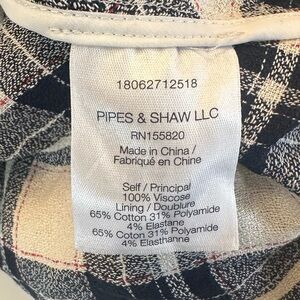 18062712518
PIPES & SHAW LLC
RN155820
Made in China /
Fabriqué en Chine
Self / Principal
100% Viscose
Lining / Doublure
65% Cotton 31% Polyamide
4% Elastane
65% Coton 31% Polyamide
4% Elasthanne